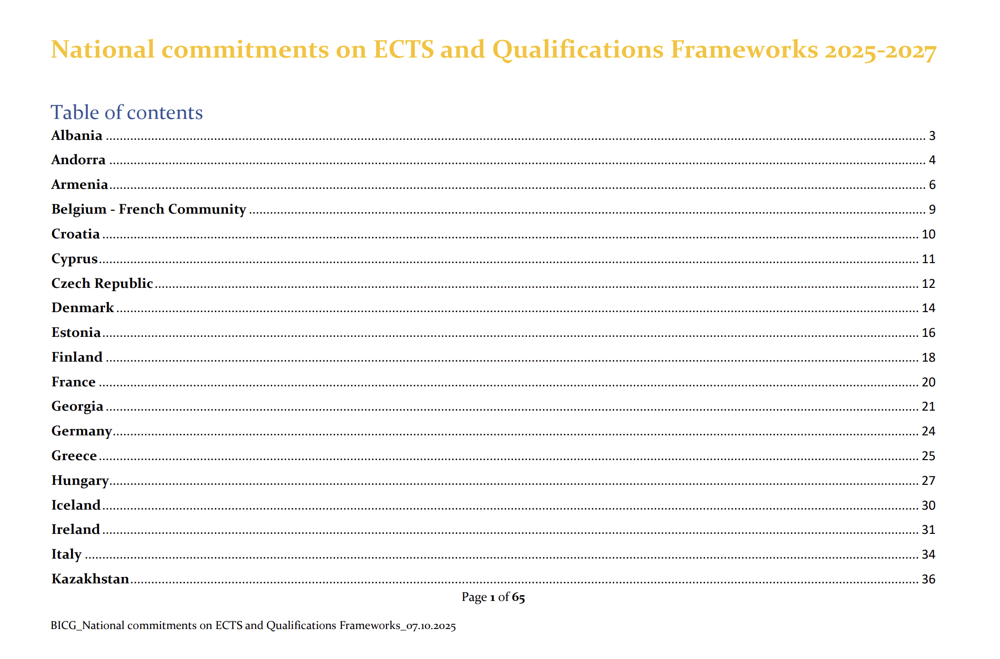 National commitments on ECTS and Qualifications Frameworks 2025-2027
Table of contents
Albania 3
Andorra 4
Armenia 6
Belgium - French Community 9
Croatia 10
Cyprus 11
Czech Republic 12
Denmark 14
Estonia 16
Finland 18
France 20
Georgia 21
Germany 24
Greece 25
Hungary 27
Iceland 30
Ireland 31
Italy 34
Kazakhstan 36
Page 1 of 65
BICG_National commitments on ECTS and Qualifications Frameworks_07.10.2025